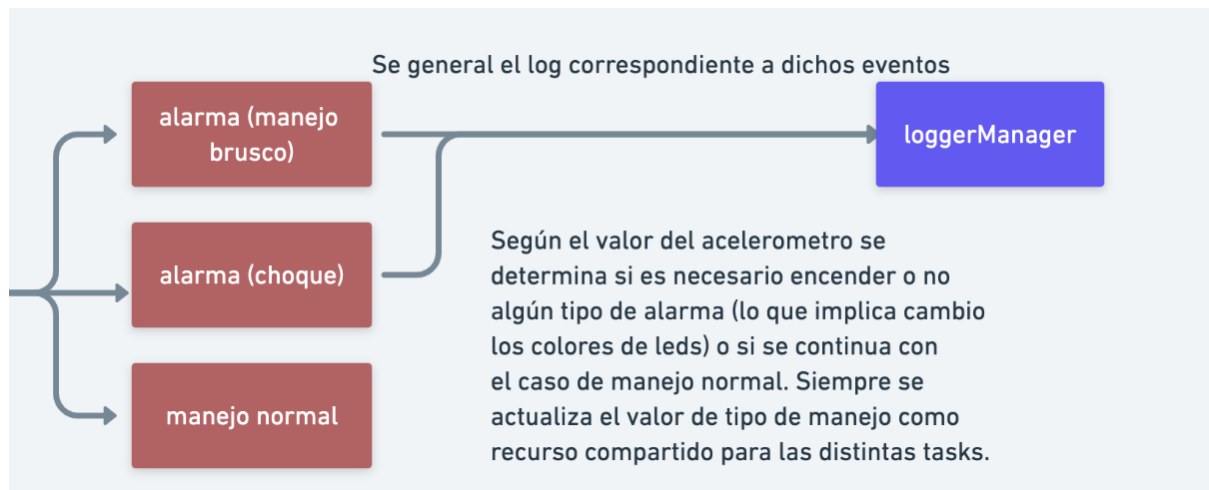 Se general el log correspondiente a dichos eventos
alarma (manejo
brusco)
loggerManager
alarma (choque)
Según el valor del acelerometro se
determina si es necesario encender o no
algún tipo de alarma (lo que implica cambio
los colores de leds) o si se continua con
el caso de manejo normal. Siempre se
actualiza el valor de tipo de manejo como
recurso compartido para las distintas tasks.
manejo normal